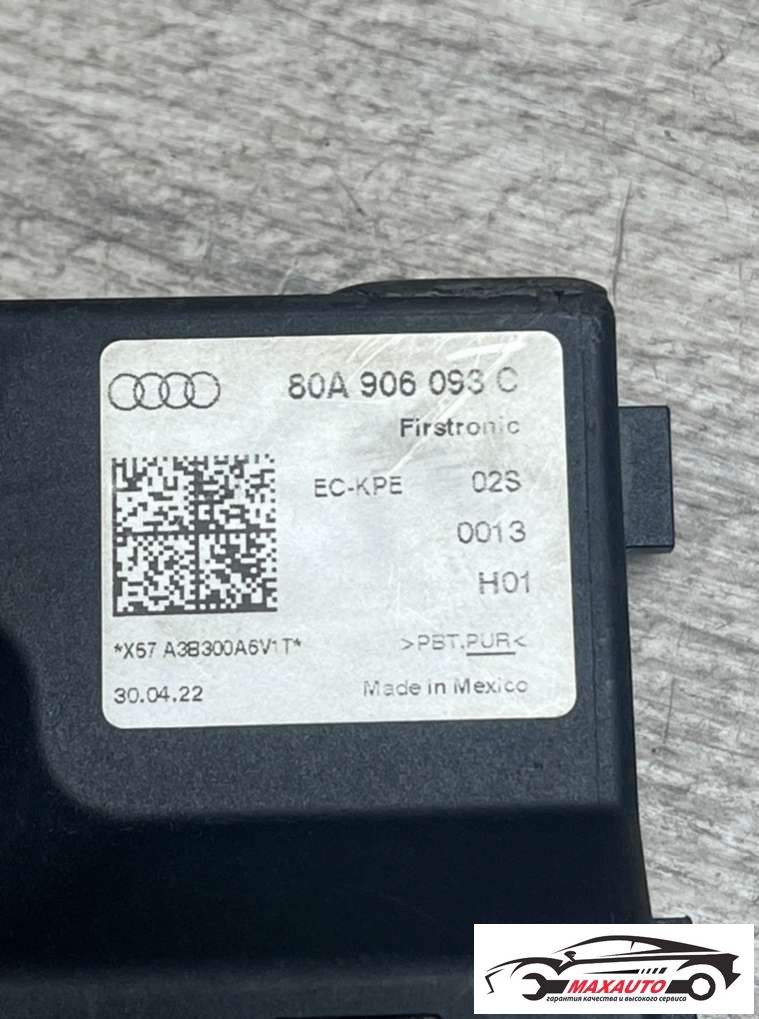 80A 906 093 C
Firstronic
EC-KPE 02S
0013
H01
*X67 A3B300A6V1T*
>PBT,PUR<
30.04.22
Made in Mexico
MAXAUTO
гарантия качества и высокого сервиса